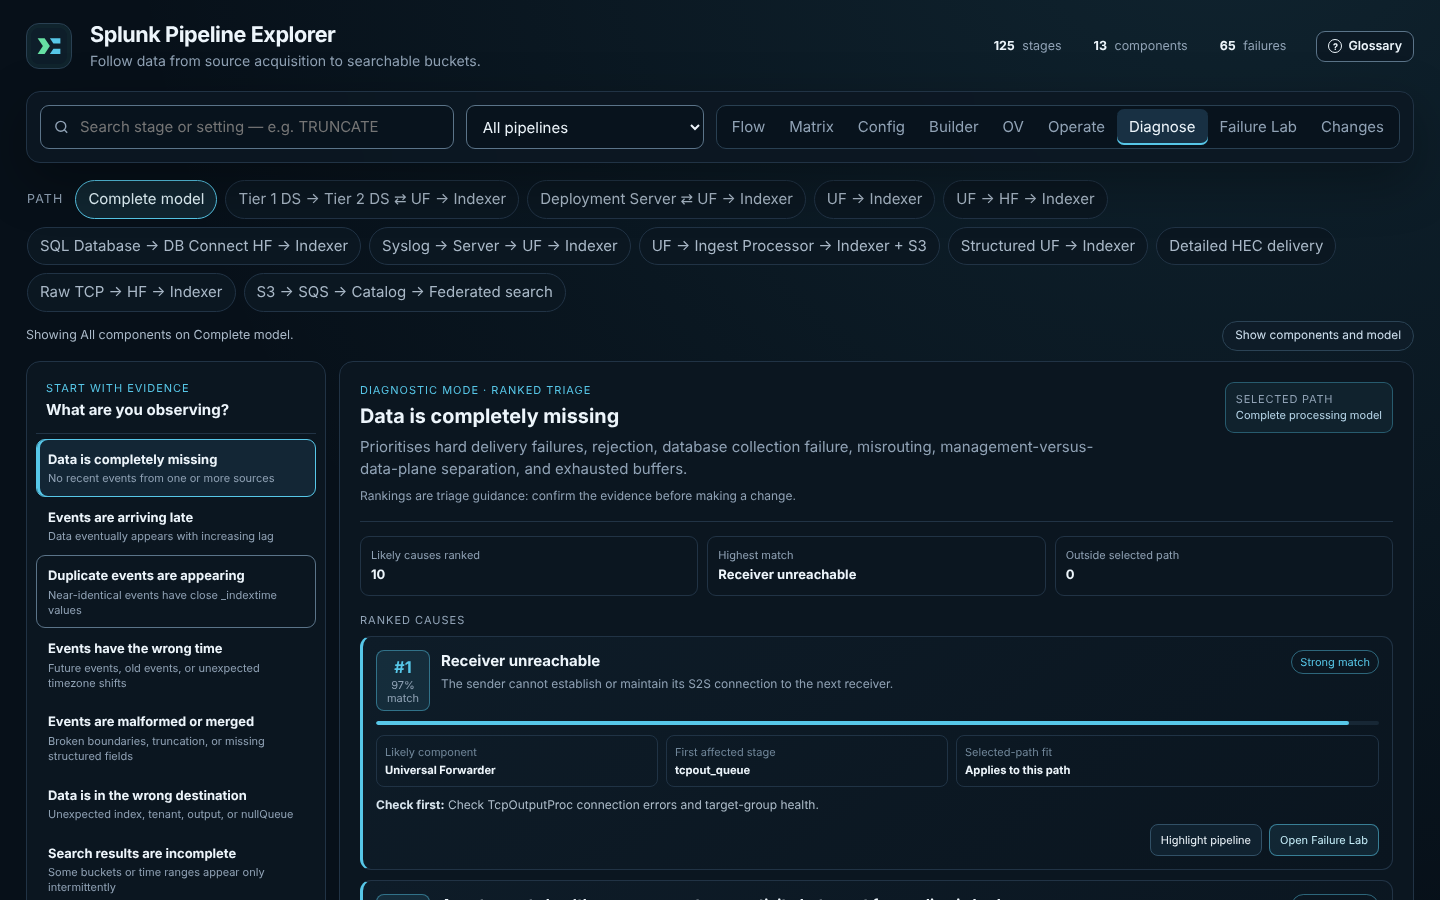 Splunk Pipeline Explorer
Follow data from source acquisition to searchable buckets.
125 stages
13 components
65 failures
Glossary
Search stage or setting — e.g. TRUNCATE
All pipelines
Flow
Matrix
Config
Builder
OV
Operate
Diagnose
Failure Lab
Changes
PATH
Complete model
Tier 1 DS → Tier 2 DS ⇄ UF → Indexer
Deployment Server ⇄ UF → Indexer
UF → Indexer
UF → HF → Indexer
SQL Database → DB Connect HF → Indexer
Syslog → Server → UF → Indexer
UF → Ingest Processor → Indexer + S3
Structured UF → Indexer
Detailed HEC delivery
Raw TCP → HF → Indexer
S3 → SQS → Catalog → Federated search
Showing All components on Complete model.
Show components and model
START WITH EVIDENCE
What are you observing?
Data is completely missing
No recent events from one or more sources
Events are arriving late
Data eventually appears with increasing lag
Duplicate events are appearing
Near-identical events have close _indextime
values
Events have the wrong time
Future events, old events, or unexpected
timezone shifts
Events are malformed or merged
Broken boundaries, truncation, or missing
structured fields
Data is in the wrong destination
Unexpected index, tenant, output, or nullQueue
Search results are incomplete
Some buckets or time ranges appear only
intermittently
DIAGNOSTIC MODE · RANKED TRIAGE
Data is completely missing
Prioritises hard delivery failures, rejection, database collection failure, misrouting, management-versus-
data-plane separation, and exhausted buffers.
Rankings are triage guidance: confirm the evidence before making a change.
SELECTED PATH
Complete processing model
Likely causes ranked
10
Highest match
Receiver unreachable
Outside selected path
0
RANKED CAUSES
#1
97%
match
Receiver unreachable
The sender cannot establish or maintain its S2S connection to the next receiver.
Strong match
Likely component
Universal Forwarder
First affected stage
tcpout_queue
Selected-path fit
Applies to this path
Check first: Check TcpOutputProc connection errors and target-group health.
Highlight pipeline
Open Failure Lab